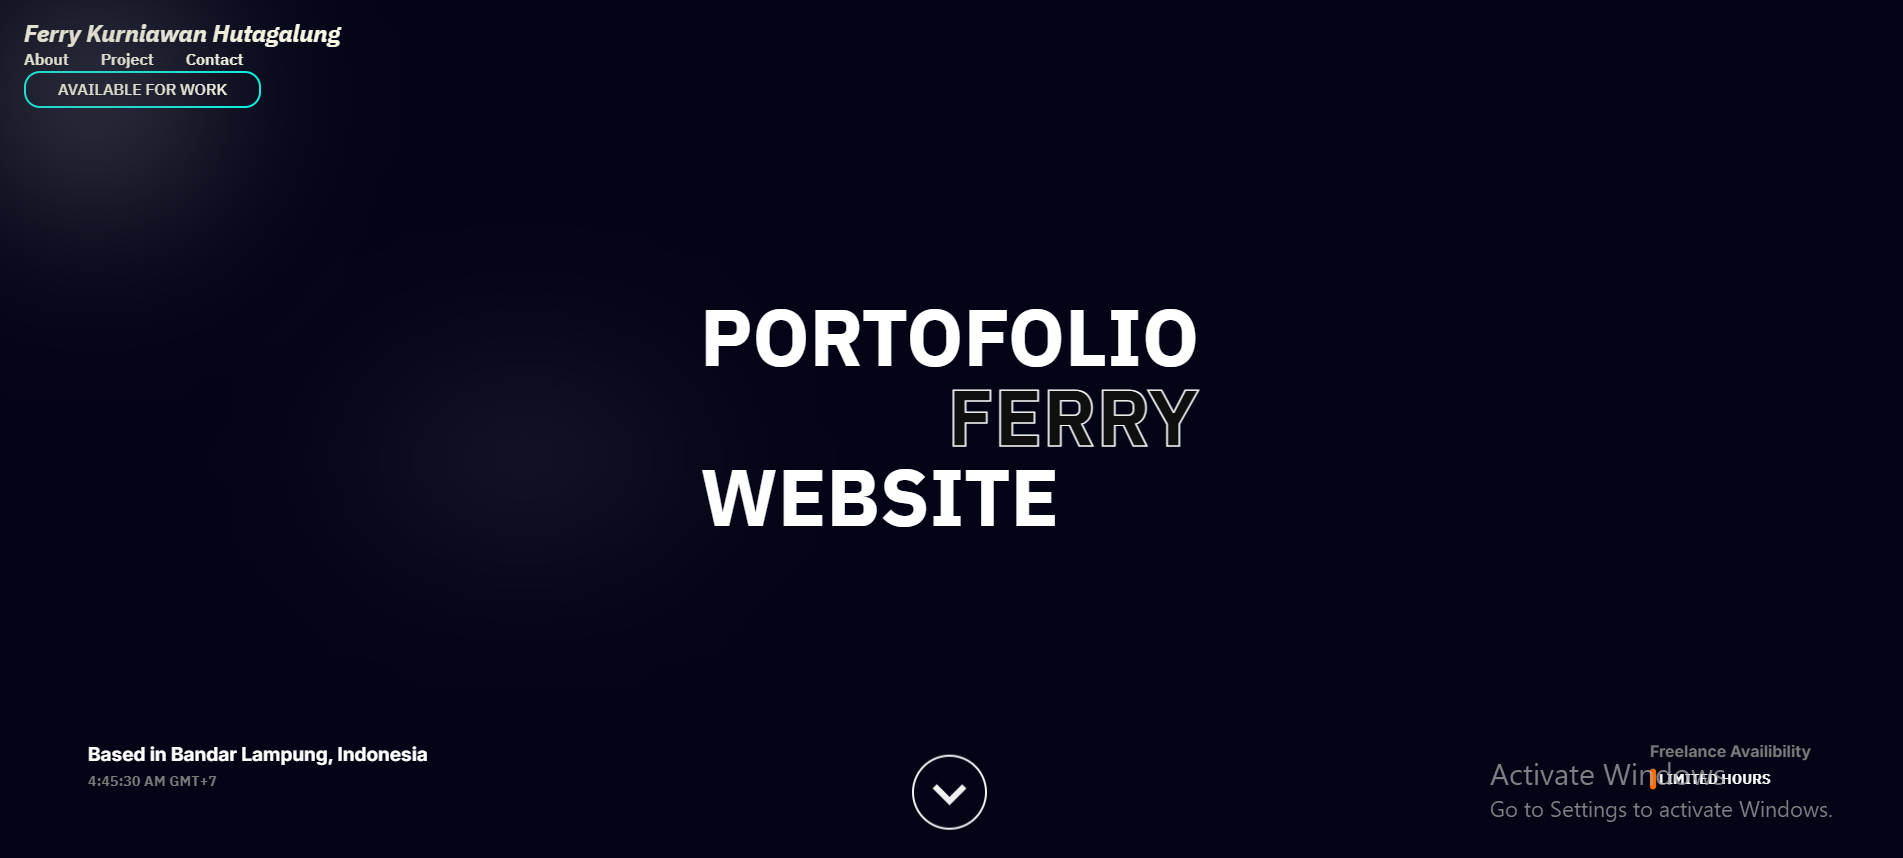 Ferry Kurniawan Hutagalung
About Project Contact
AVAILABLE FOR WORK
PORTOFOLIO
FERRY
WEBSITE
Based in Bandar Lampung, Indonesia
4:45:30 AM GMT+7
Freelance Availibility
LIMITED HOURS
Activate Windows
Go to Settings to activate Windows.